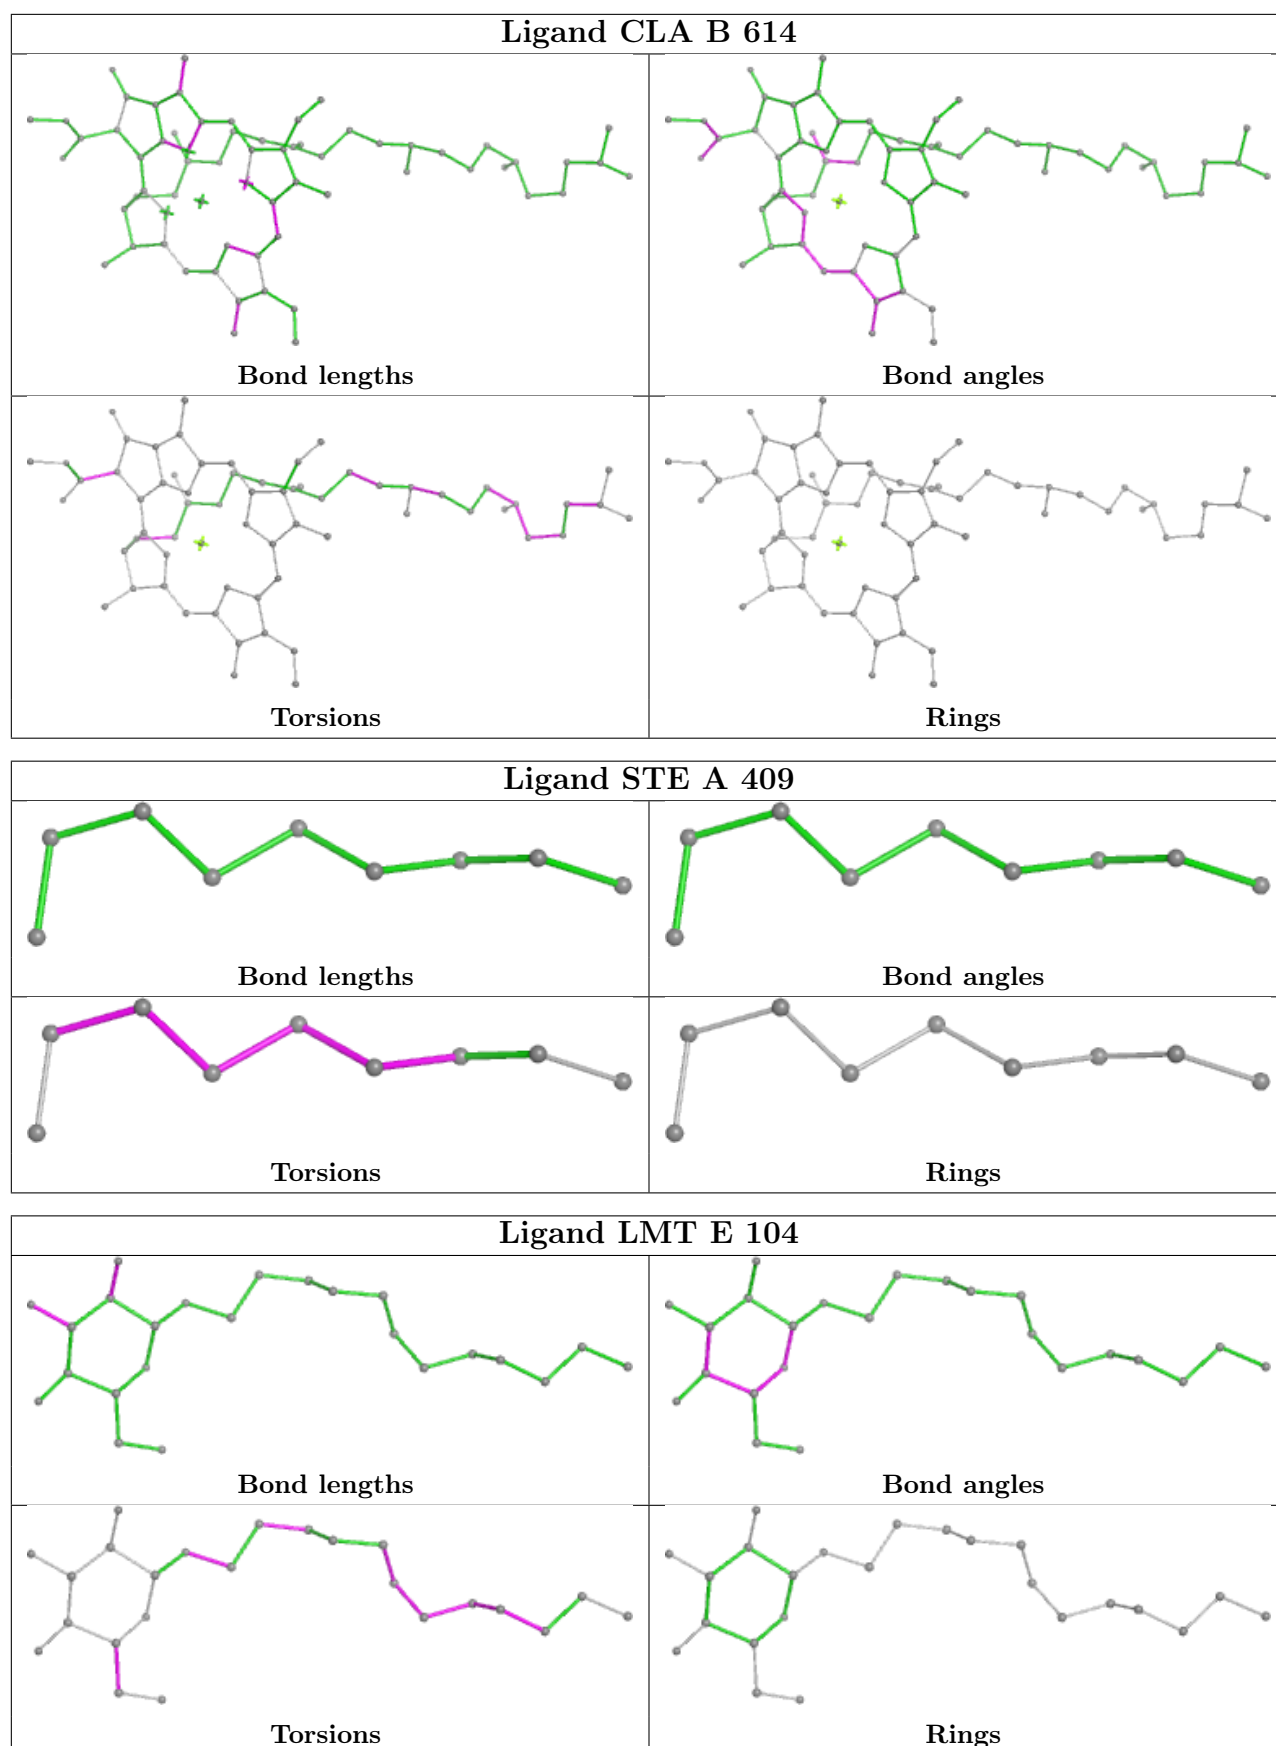 Ligand CLA B 614
Bond lengths
Bond angles
Torsions
Rings
Ligand STE A 409
Bond lengths
Bond angles
Torsions
Rings
Ligand LMT E 104
Bond lengths
Bond angles
Torsions
Rings